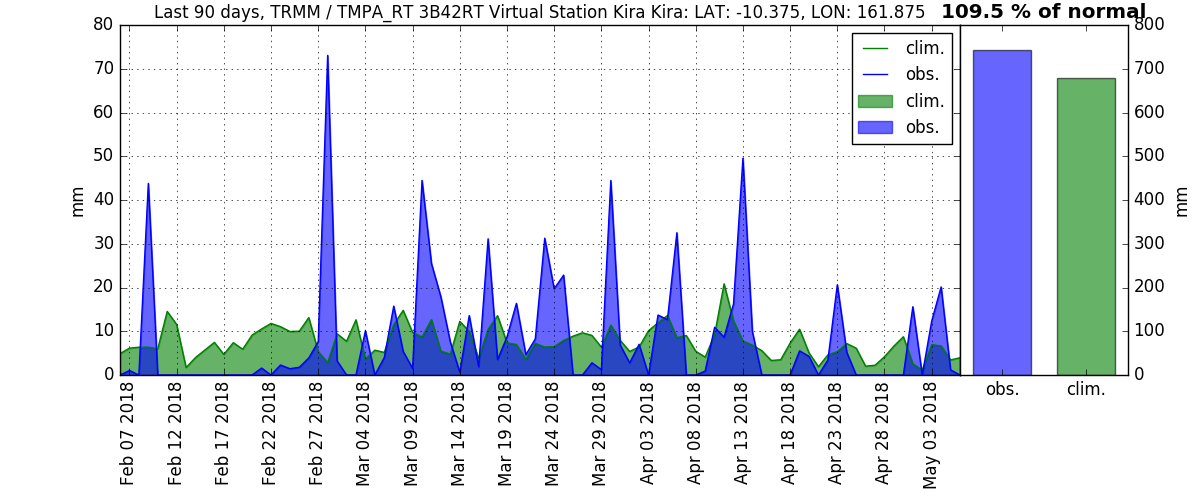 Last 90 days, TRMM / TMPA_RT 3B42RT Virtual Station Kira Kira: LAT: -10.375, LON: 161.875 109.5 % of normal
80
70
60
50
40
30
20
10
0
mm
clim.
obs.
clim.
obs.
800
700
600
500
400
300
200
100
0
mm
obs. clim.
Feb 07 2018
Feb 12 2018
Feb 17 2018
Feb 22 2018
Feb 27 2018
Mar 04 2018
Mar 09 2018
Mar 14 2018
Mar 19 2018
Mar 24 2018
Mar 29 2018
Apr 03 2018
Apr 08 2018
Apr 13 2018
Apr 18 2018
Apr 23 2018
Apr 28 2018
May 03 2018